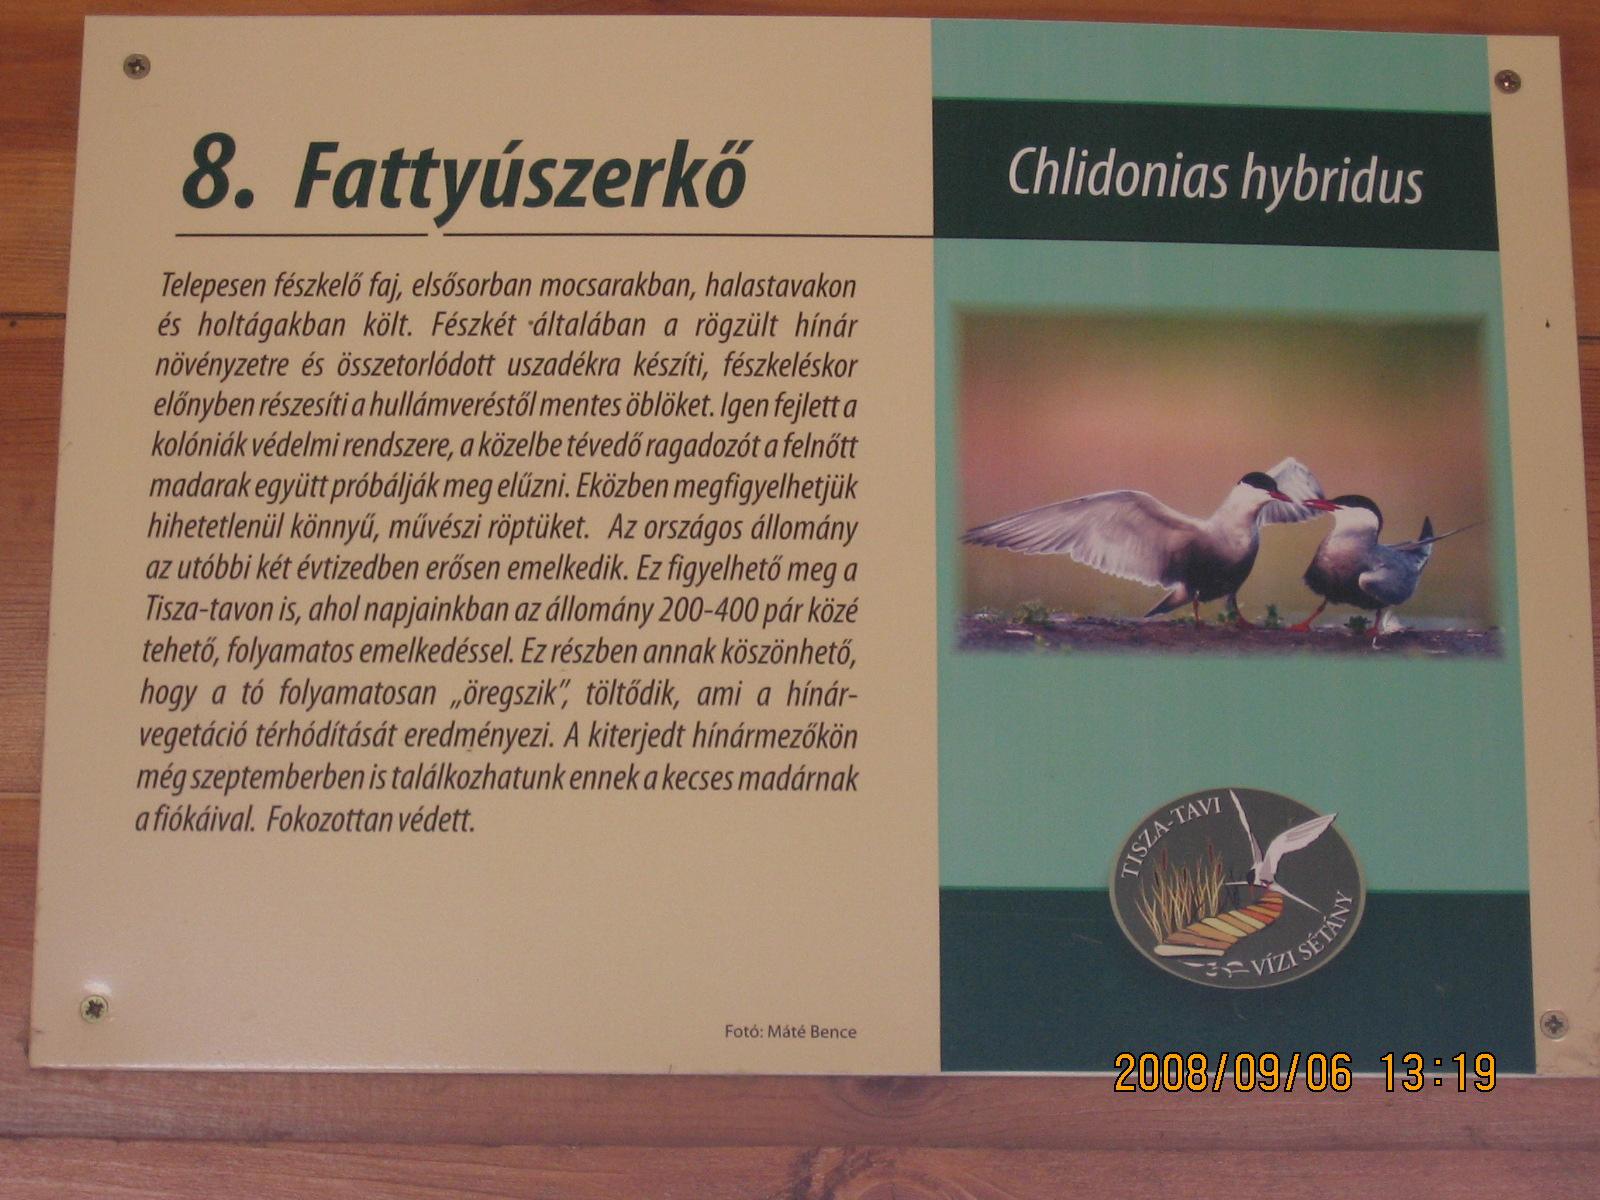 8. Fattyúszerkő
Chlidonias hybridus
Telepesen fészkelő faj, elsősorban mocsarakban, halastavakon
és holtágakban költ. Fészkét általában a rögzült hínár
növényzetre és összetorlódott uszadékra készíti, fészkeléskor
előnyben részesíti a hullámveréstől mentes öblöket. Igen fejlett a
kolóniák védelmi rendszere, a közelbe tévedő ragadozót a felnőtt
madarak együtt próbálják meg elűzni. Eközben megfigyelhetjük
hihetetlenül könnyű, művészi röptüket. Az országos állomány
az utóbbi két évtizedben erősen emelkedik. Ez figyelhető meg a
Tisza-tavon is, ahol napjainkban az állomány 200-400 pár közé
tehető, folyamatos emelkedéssel. Ez részben annak köszönhető,
hogy a tó folyamatosan „öregszik”, töltődik, ami a hínár-
vegetáció térhódítását eredményezi. A kiterjedt hínármezőkön
még szeptemberben is találkozhatunk ennek a kecses madárnak
a fiókáival. Fokozottan védett.
Fotó: Máté Bence
TISZA-TAVI
VÍZI SÉTÁNY
2008/09/06 13:19